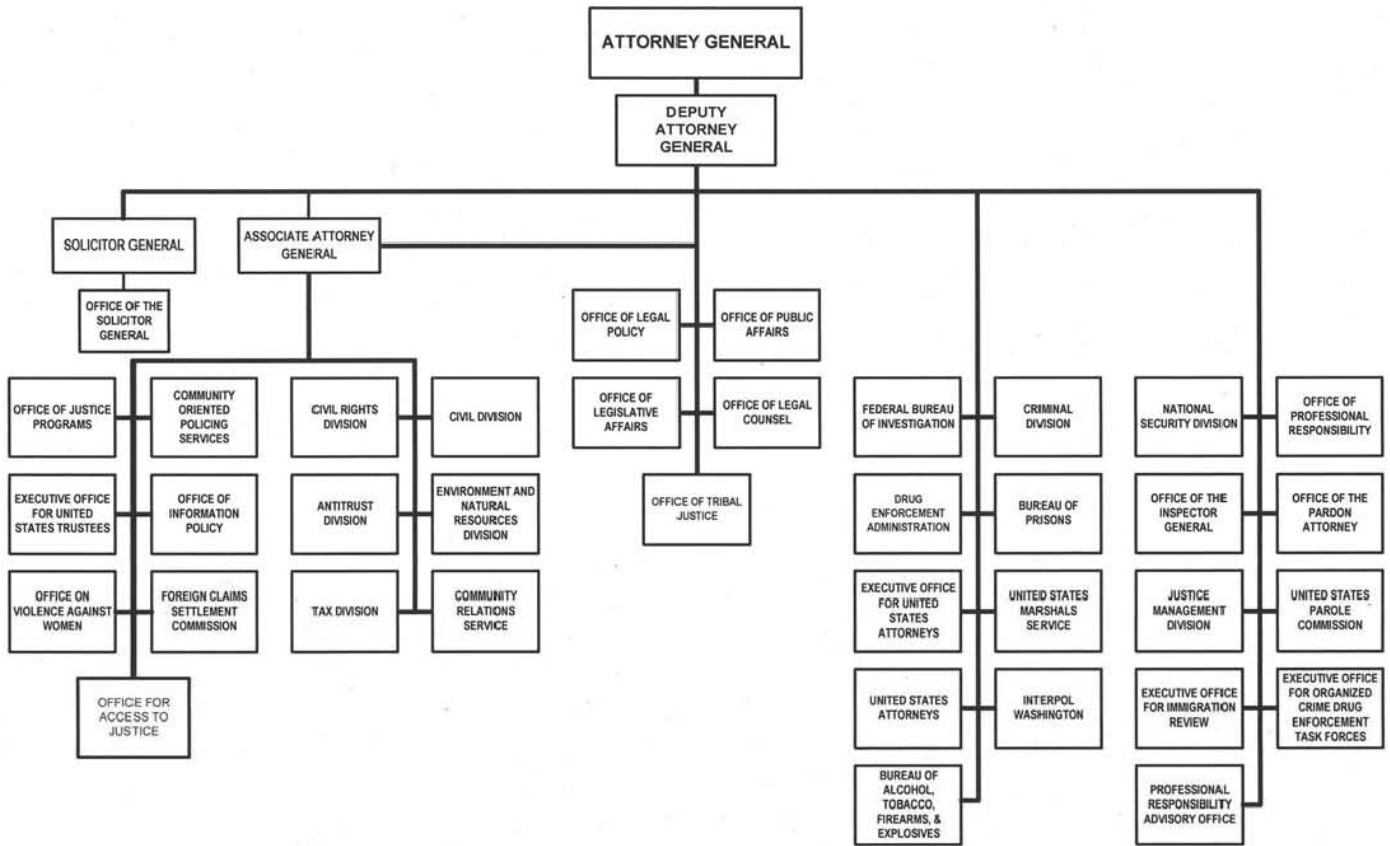 ATTORNEY GENERAL
DEPUTY
ATTORNEY
GENERAL
SOLICITOR GENERAL
ASSOCIATE ATTORNEY
GENERAL
OFFICE OF THE
SOLICITOR
GENERAL
OFFICE OF LEGAL
POLICY
OFFICE OF PUBLIC
AFFAIRS
OFFICE OF
LEGISLATIVE
AFFAIRS
OFFICE OF LEGAL
COUNSEL
OFFICE OF TRIBAL
JUSTICE
OFFICE OF JUSTICE
PROGRAMS
COMMUNITY
ORIENTED
POLICING
SERVICES
EXECUTIVE OFFICE
FOR UNITED
STATES TRUSTEES
OFFICE OF
INFORMATION
POLICY
OFFICE ON
VIOLENCE AGAINST
WOMEN
FOREIGN CLAIMS
SETTLEMENT
COMMISSION
OFFICE FOR
ACCESS TO
JUSTICE
CIVIL RIGHTS
DIVISION
CIVIL DIVISION
ANTITRUST
DIVISION
ENVIRONMENT AND
NATURAL
RESOURCES
DIVISION
TAX DIVISION
COMMUNITY
RELATIONS
SERVICE
FEDERAL BUREAU
OF INVESTIGATION
CRIMINAL
DIVISION
DRUG
ENFORCEMENT
ADMINISTRATION
BUREAU OF
PRISONS
EXECUTIVE OFFICE
FOR UNITED
STATES
ATTORNEYS
UNITED STATES
MARSHALS
SERVICE
UNITED STATES
ATTORNEYS
INTERPOL
WASHINGTON
BUREAU OF
ALCOHOL,
TOBACCO,
FIREARMS, &
EXPLOSIVES
NATIONAL
SECURITY DIVISION
OFFICE OF
PROFESSIONAL
RESPONSIBILITY
OFFICE OF THE
INSPECTOR
GENERAL
OFFICE OF THE
PARDON
ATTORNEY
JUSTICE
MANAGEMENT
DIVISION
UNITED STATES
PAROLE
COMMISSION
EXECUTIVE OFFICE
FOR IMMIGRATION
REVIEW
EXECUTIVE OFFICE
FOR ORGANIZED
CRIME DRUG
ENFORCEMENT
TASK FORCES
PROFESSIONAL
RESPONSIBILITY
ADVISORY OFFICE